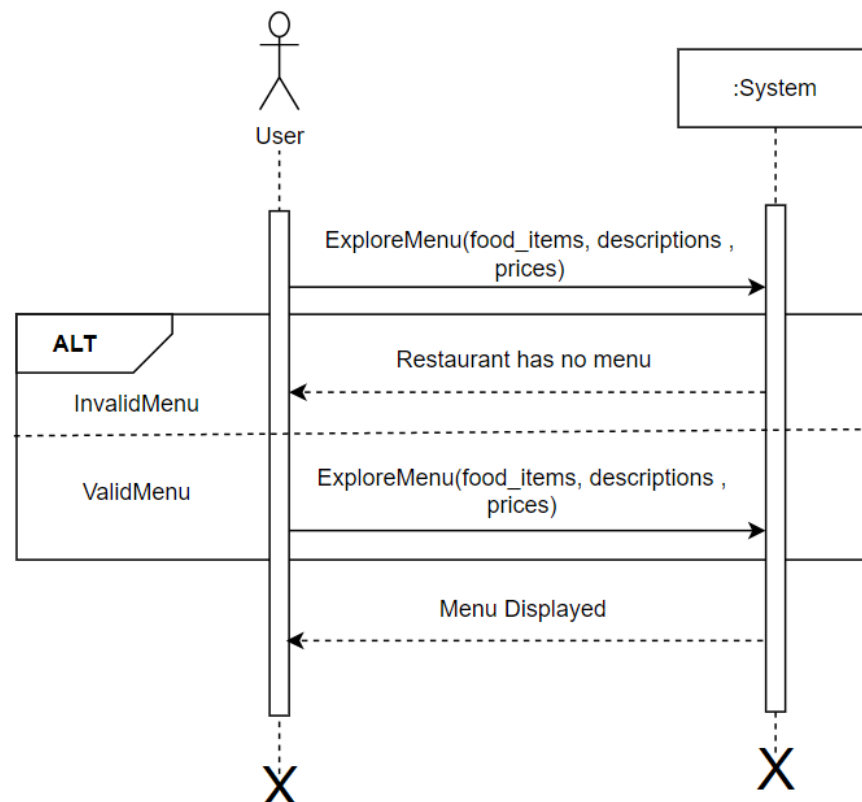 User
:System
ExploreMenu(food_items, descriptions ,
prices)
ALT
Restaurant has no menu
InvalidMenu
ValidMenu
ExploreMenu(food_items, descriptions ,
prices)
Menu Displayed
X
X